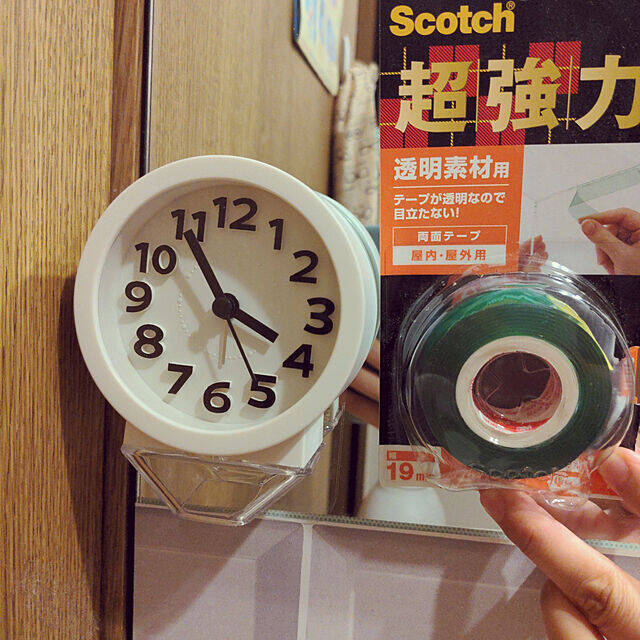 Scotch®
超強力
透明素材用
テープが透明なので
目立たない!
両面テープ
屋内・屋外用
幅
19m
12
1
2
3
4
5
6
7
8
9
10
11